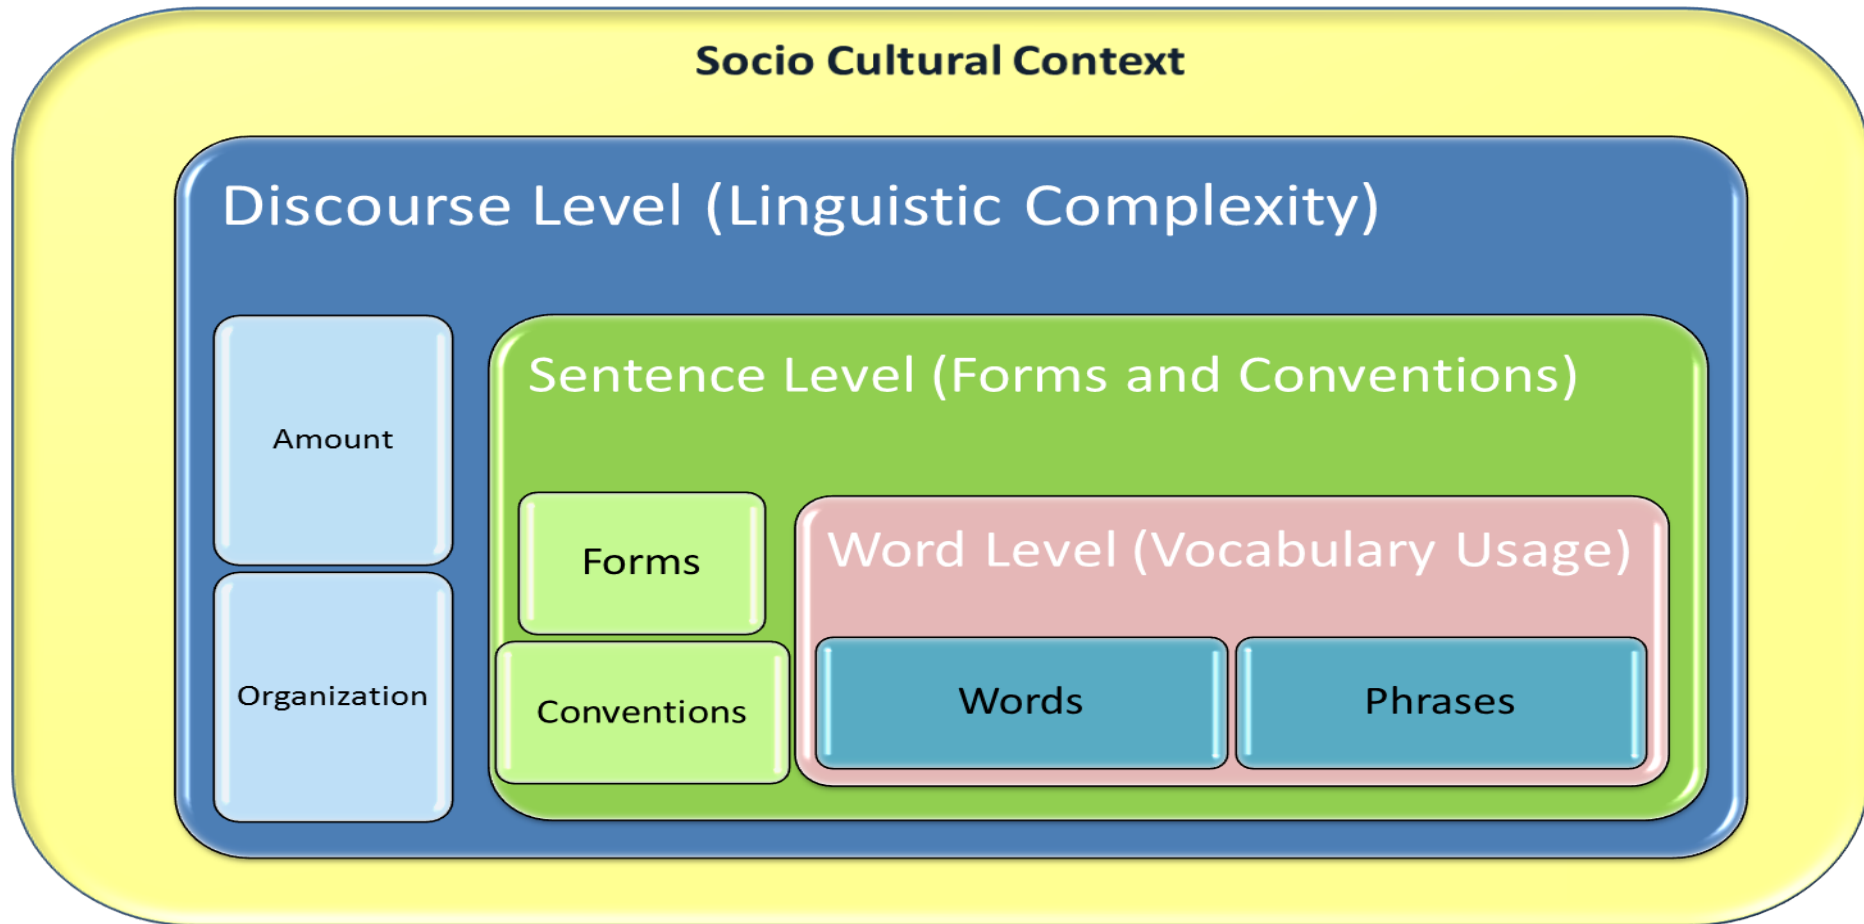 Socio Cultural Context
Discourse Level (Linguistic Complexity)
Amount
Organization
Sentence Level (Forms and Conventions)
Forms
Conventions
Word Level (Vocabulary Usage)
Words
Phrases